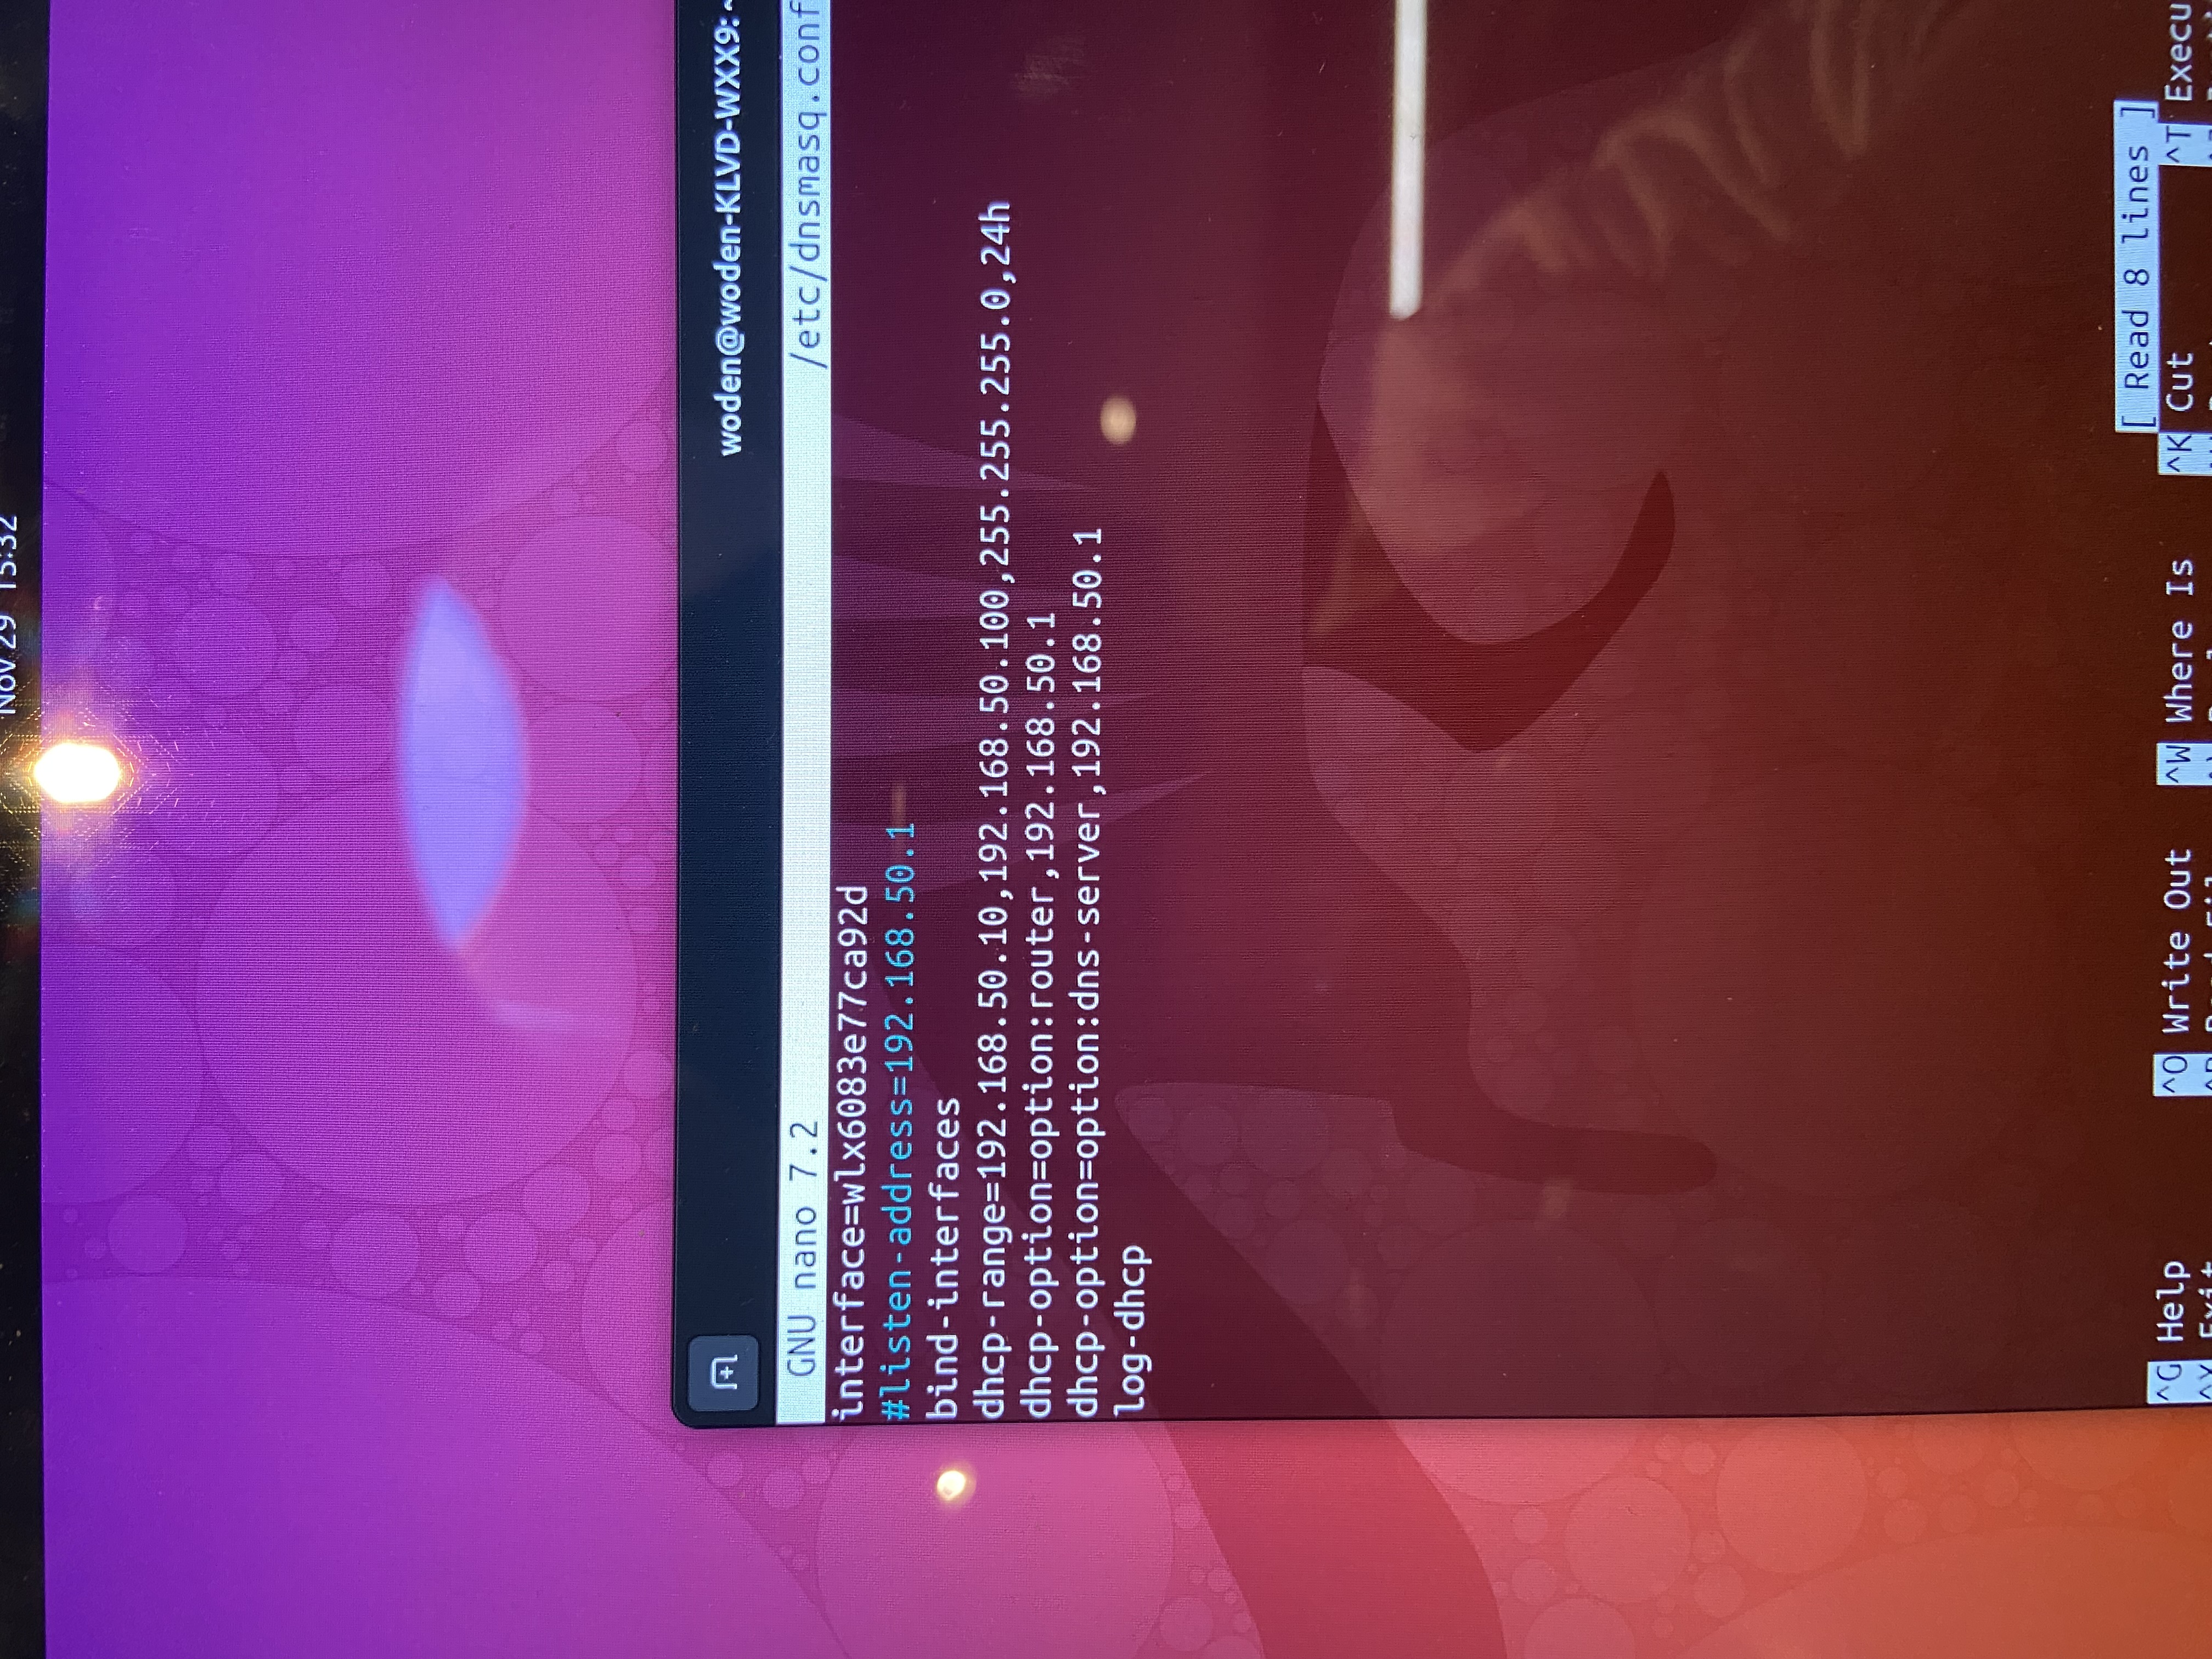 Nov 29 15:32
woden@woden-KLVD-WXX9: ~
GNU nano 7.2 /etc/dnsmasq.conf
interface=wlx6083e77ca92d
#listen-address=192.168.50.1
bind-interfaces
dhcp-range=192.168.50.10,192.168.50.100,255.255.255.0,24h
dhcp-option=option:router,192.168.50.1
dhcp-option=option:dns-server,192.168.50.1
log-dhcp
[ Read 8 lines ]
^G Help ^O Write Out ^W Where Is ^K Cut ^T Execu
^X Exit